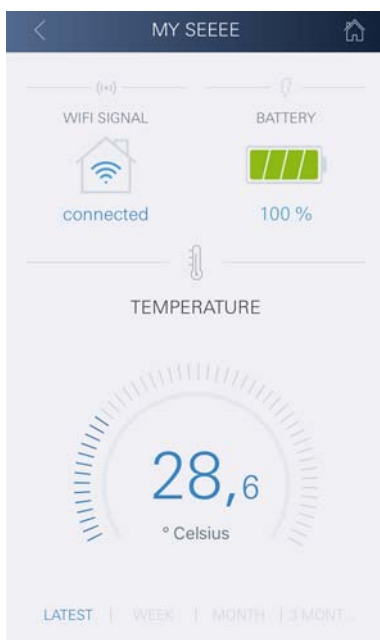 MY SEEEE
WIFI SIGNAL BATTERY
connected 100 %
TEMPERATURE
28,6
° Celsius
LATEST | WEEK | MONTH | 3 MONT...